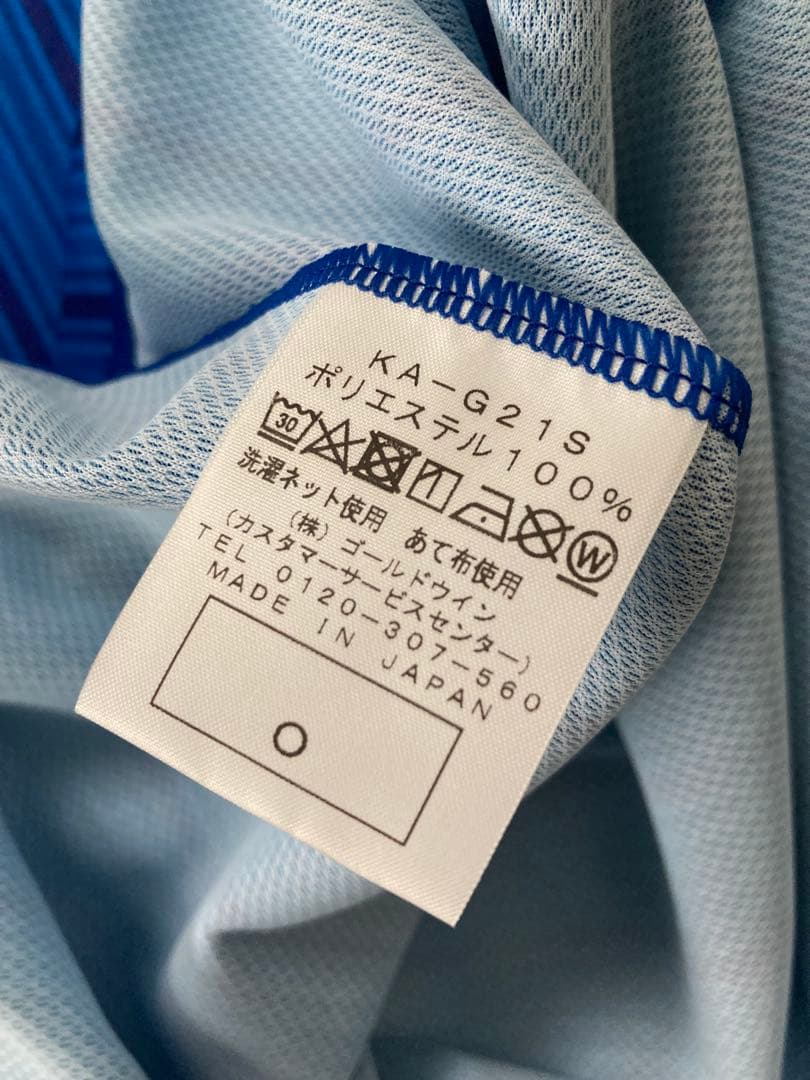 KA-G21S
ポリエステル100%
30 W
洗濯ネット使用 あて布使用
(株)ゴールドウイン
(カスタマーサービスセンター)
TEL 0120-307-560
MADE IN JAPAN
O